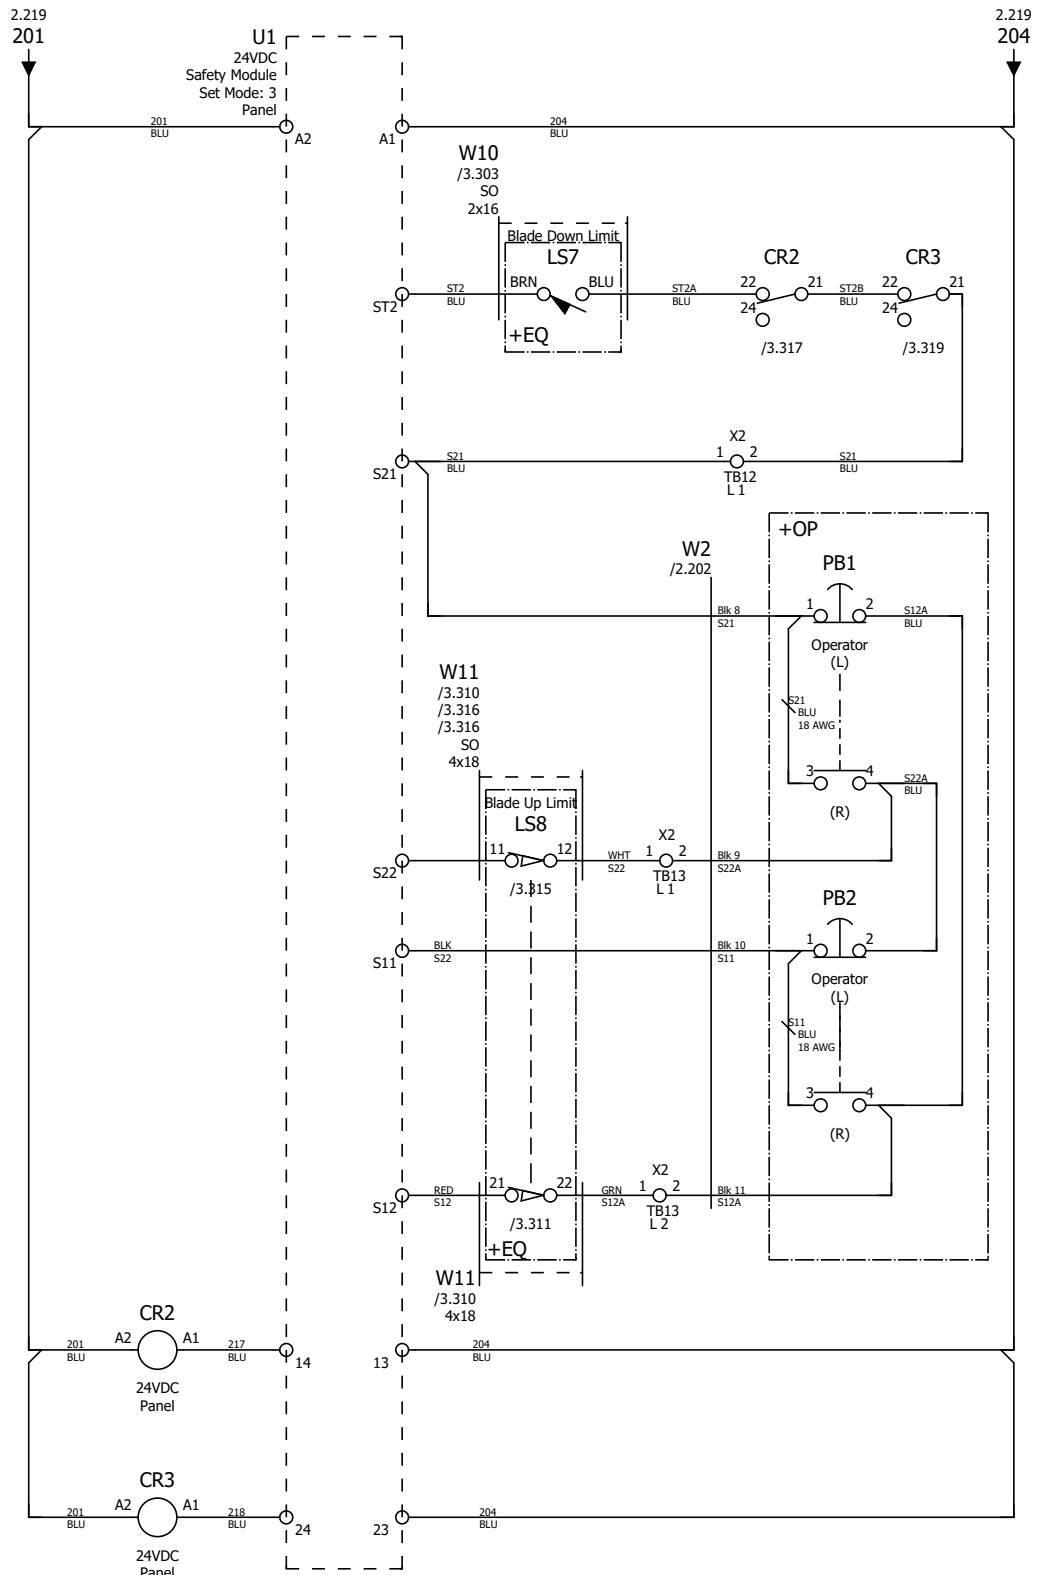 2.219
201
2.219
204
U1
24VDC
Safety Module
Set Mode: 3
Panel
201
BLU
A2
A1
204
BLU
W10
/3.303
SO
2x16
Blade Down Limit
LS7
BRN
BLU
+EQ
ST2
ST2
BLU
ST2A
BLU
CR2
22
21
24
/3.317
ST2B
BLU
CR3
22
21
24
/3.319
S21
S21
BLU
X2
1
2
TB12
L 1
S21
BLU
+OP
W2
/2.202
PB1
Blk 8
S21
1
2
S12A
BLU
Operator
(L)
S21
BLU
18 AWG
3
4
S22A
BLU
(R)
W11
/3.310
/3.316
/3.316
SO
4x18
Blade Up Limit
LS8
S22
11
12
/3.315
WHT
S22
X2
1
2
TB13
L 1
Blk 9
S22A
PB2
S11
BLK
S22
Blk 10
S11
1
2
Operator
(L)
S11
BLU
18 AWG
3
4
(R)
S12
RED
S12
21
22
/3.311
+EQ
GRN
S12A
X2
1
2
TB13
L 2
Blk 11
S12A
W11
/3.310
4x18
CR2
201
BLU
A2
A1
217
BLU
14
13
204
BLU
24VDC
Panel
CR3
201
BLU
A2
A1
218
BLU
24
23
204
BLU
24VDC
Panel